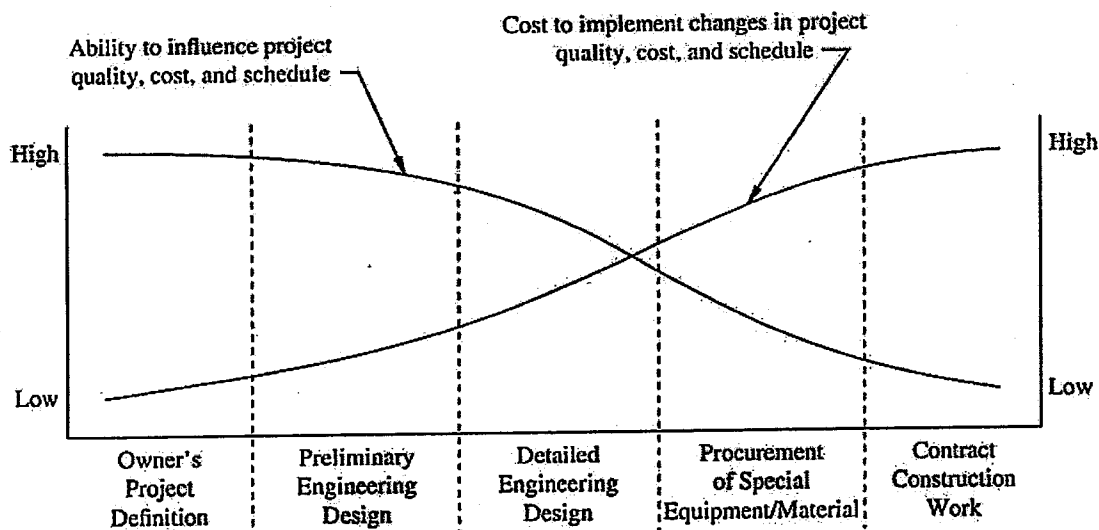 Ability to influence project
quality, cost, and schedule
Cost to implement changes in project
quality, cost, and schedule
High
High
Low
Low
Owner's
Project
Definition
Preliminary
Engineering
Design
Detailed
Engineering
Design
Procurement
of Special
Equipment/Material
Contract
Construction
Work